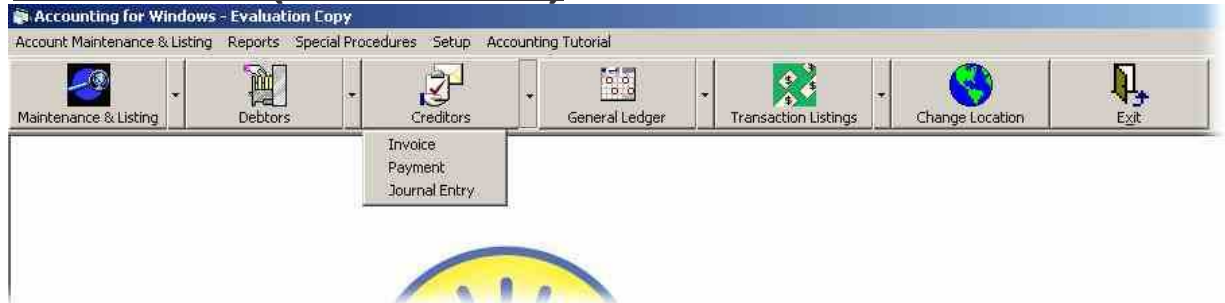 Accounting for Windows - Evaluation Copy
Account Maintenance & Listing Reports Special Procedures Setup Accounting Tutorial
Maintenance & Listing Debtors Creditors General Ledger Transaction Listings Change Location Exit
Invoice
Payment
Journal Entry